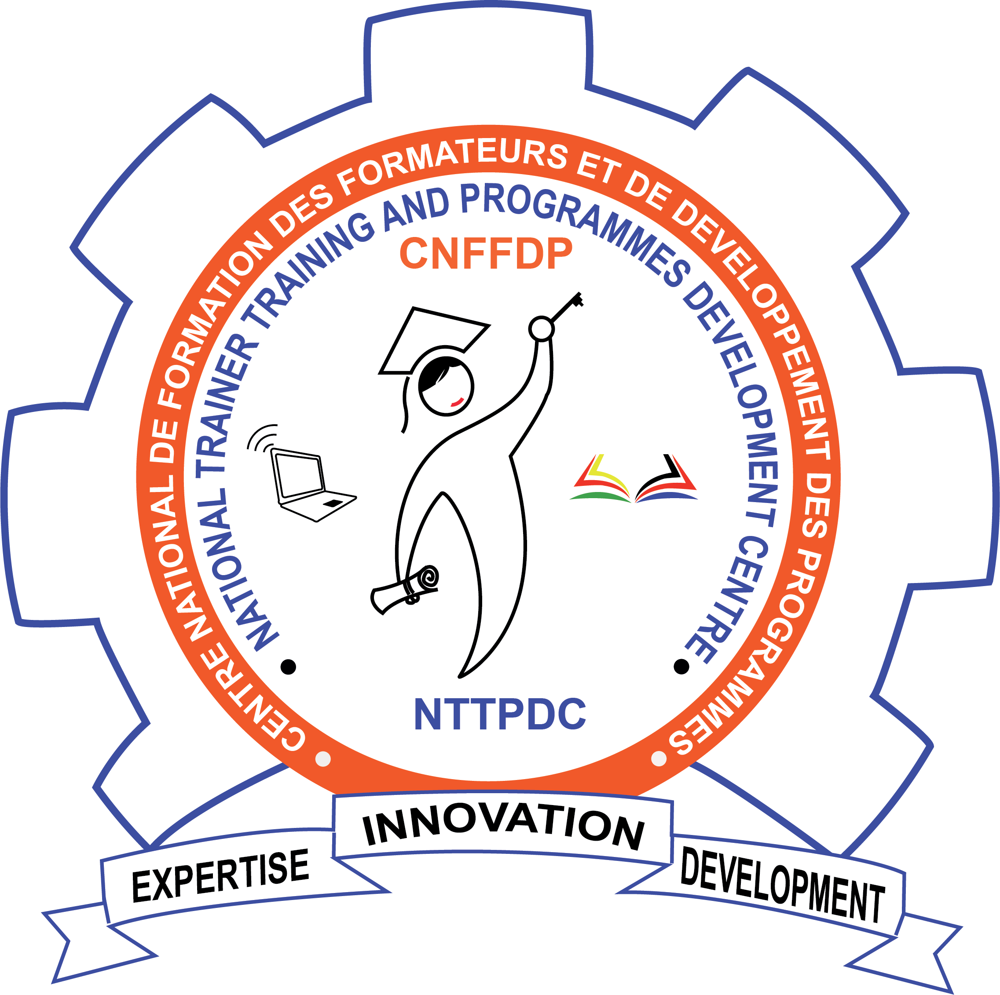 CENTRE NATIONAL DE FORMATION DES FORMATEURS ET DE DEVELOPPEMENT DES PROGRAMMES
NATIONAL TRAINER TRAINING AND PROGRAMMES DEVELOPMENT CENTRE
CNFFDP
NTTPDC
INNOVATION
EXPERTISE
DEVELOPMENT